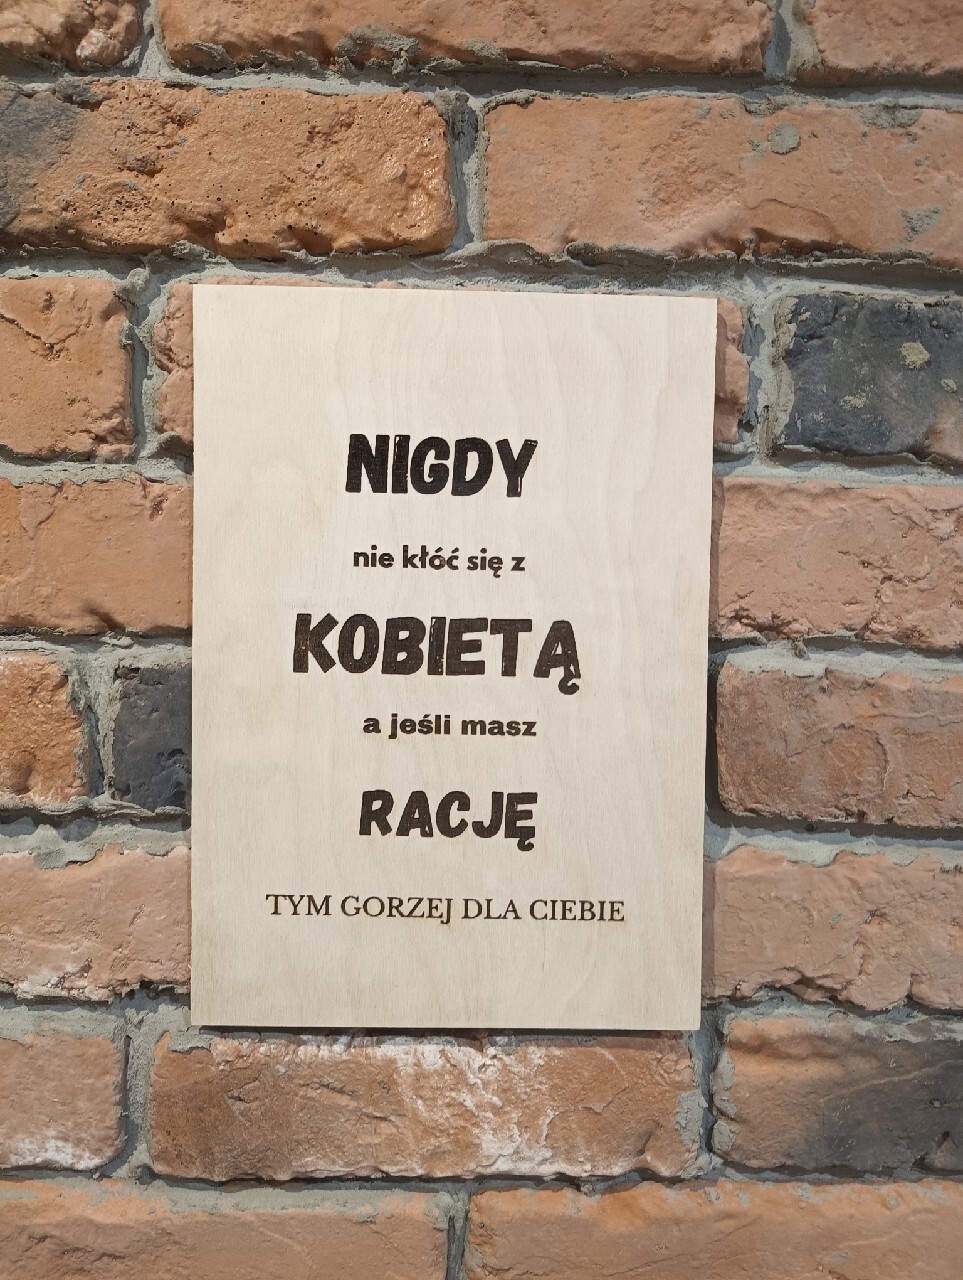 NIGDY
nie kłóć się z
KOBIETĄ
a jeśli masz
RACJĘ
TYM GORZEJ DLA CIEBIE